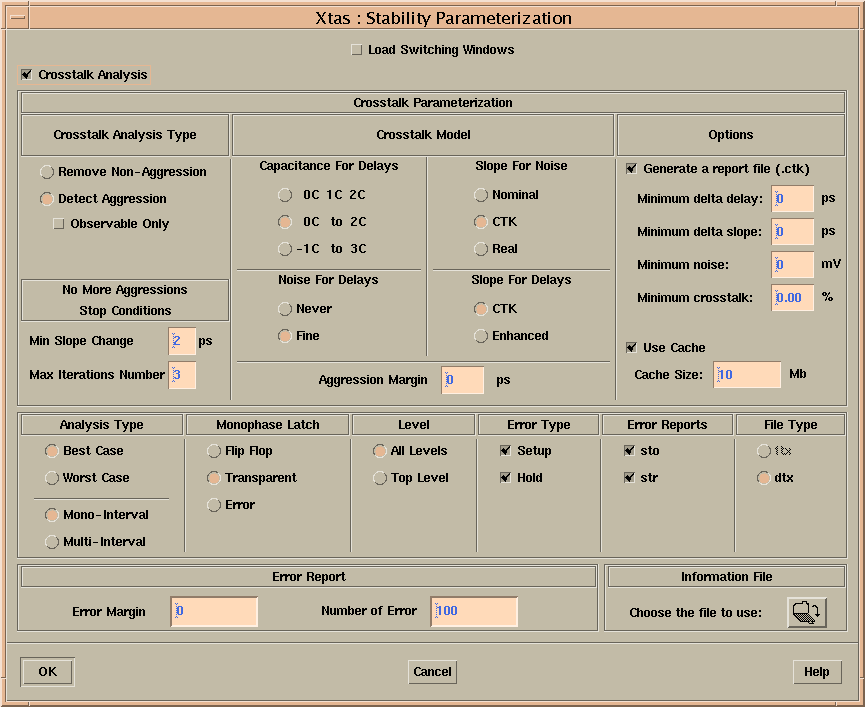 Xtas : Stability Parameterization
Load Switching Windows
Crosstalk Analysis
Crosstalk Parameterization
Crosstalk Analysis Type
Remove Non-Aggression
Detect Aggression
Observable Only
No More Aggressions
Stop Conditions
Min Slope Change 2 ps
Max Iterations Number 3
Crosstalk Model
Capacitance For Delays
0C 1C 2C
0C to 2C
-1C to 3C
Slope For Noise
Nominal
CTK
Real
Noise For Delays
Never
Fine
Slope For Delays
CTK
Enhanced
Aggression Margin 0 ps
Options
Generate a report file (.ctk)
Minimum delta delay: 0 ps
Minimum delta slope: 0 ps
Minimum noise: 0 mV
Minimum crosstalk: 0.00 %
Use Cache
Cache Size: 10 Mb
Analysis Type
Best Case
Worst Case
Mono-Interval
Multi-Interval
Monophase Latch
Flip Flop
Transparent
Error
Level
All Levels
Top Level
Error Type
Setup
Hold
Error Reports
sto
str
File Type
ttx
dtx
Error Report
Error Margin 0
Number of Error 100
Information File
Choose the file to use:
OK
Cancel
Help